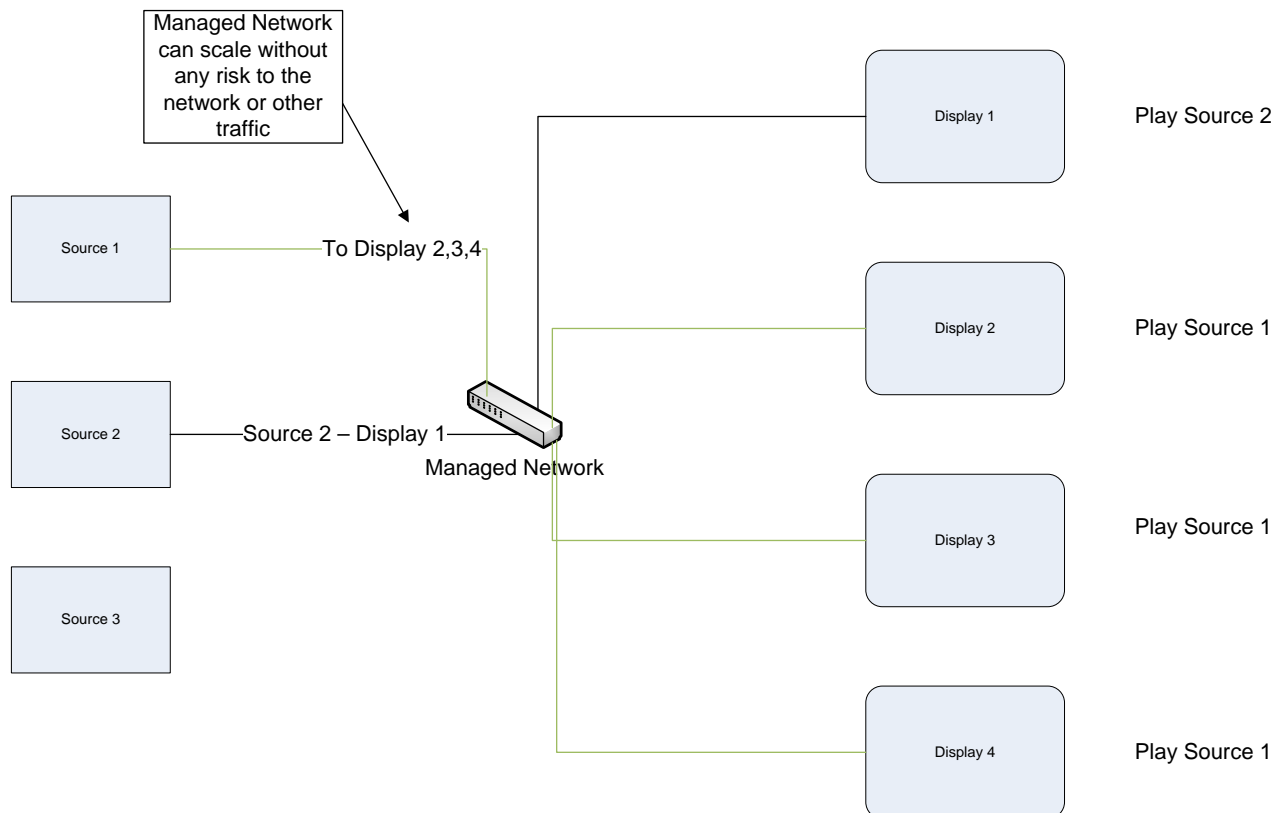 Managed Network
can scale without
any risk to the
network or other
traffic
Display 1
Play Source 2
Source 1
To Display 2,3,4
Display 2
Play Source 1
Source 2
Source 2 – Display 1
Managed Network
Display 3
Play Source 1
Source 3
Display 4
Play Source 1